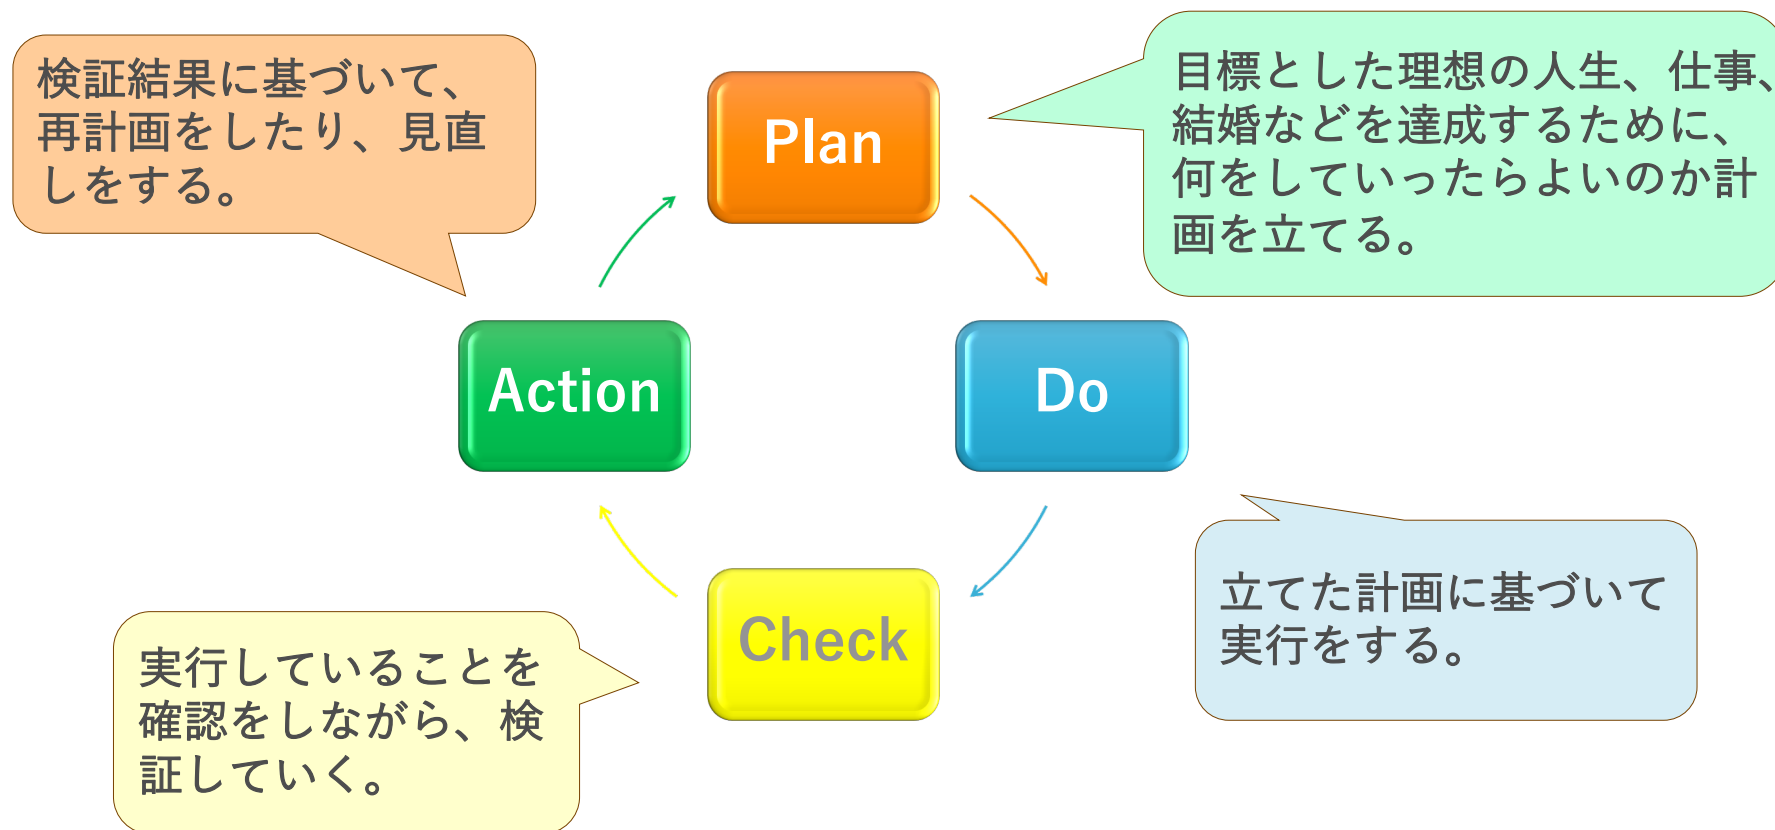 検証結果に基づいて、
再計画をしたり、見直
しをする。
Plan
目標とした理想の人生、仕事、
結婚などを達成するために、
何をしていったらよいのか計
画を立てる。
Action
Do
立てた計画に基づいて
実行をする。
Check
実行していることを
確認をしながら、検
証していく。